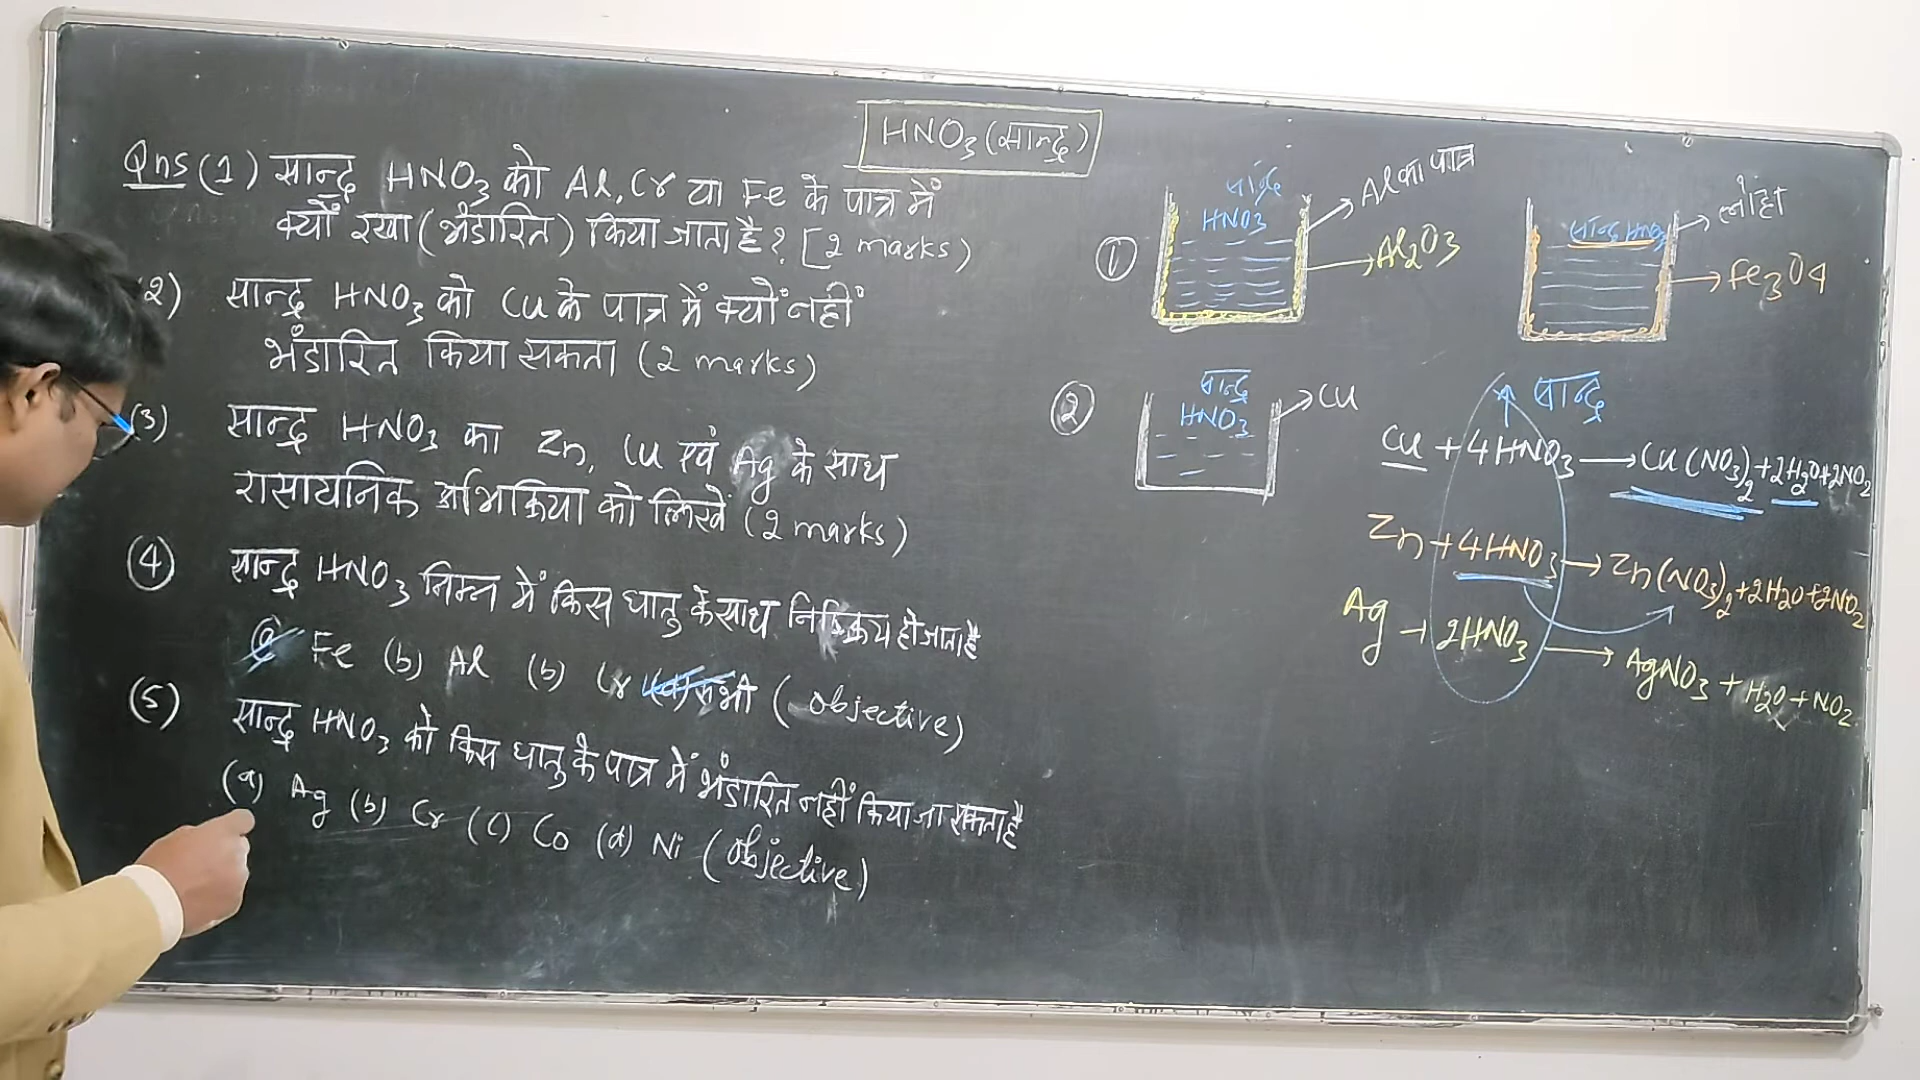 HNO₃ (सान्द्र)
Qns (1) सान्द्र HNO₃ को Al, Cr या Fe के पात्र में
क्यों रखा (भंडारित) किया जाता है? [2 marks)
2) सान्द्र HNO₃ को Cu के पात्र में क्यों नहीं
भंडारित किया सकता (2 marks)
(3) सान्द्र HNO₃ का Zn, Cu एवं Ag के साथ
रासायनिक अभिक्रिया को लिखें (2 marks)
(4) सान्द्र HNO₃ निम्न में किस धातु के साथ निष्क्रिय हो जाता है
(a) Fe (b) Al (b) Cr (d) सभी (objective)
(5) सान्द्र HNO₃ को किस धातु के पात्र में भंडारित नहीं किया जा सकता है
(a) Ag (b) Cr (c) Co (d) Ni (objective)
① सान्द्र HNO₃ → Al का पात्र
→ Al₂O₃
सान्द्र HNO₃ → लोहा
→ Fe₃O₄
② सान्द्र HNO₃ → Cu
सान्द्र
Cu + 4HNO₃ → Cu(NO₃)₂ + 2H₂O + 2NO₂
Zn + 4HNO₃ → Zn(NO₃)₂ + 2H₂O + 2NO₂
Ag → 2HNO₃ → AgNO₃ + H₂O + NO₂